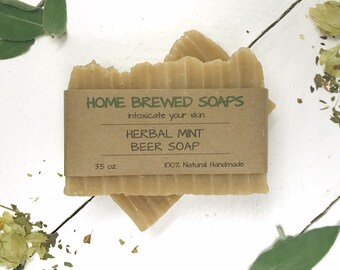 HOME BREWED SOAPS
intoxicate your skin
HERBAL MINT
BEER SOAP
3.5 oz. 100% Natural Handmade